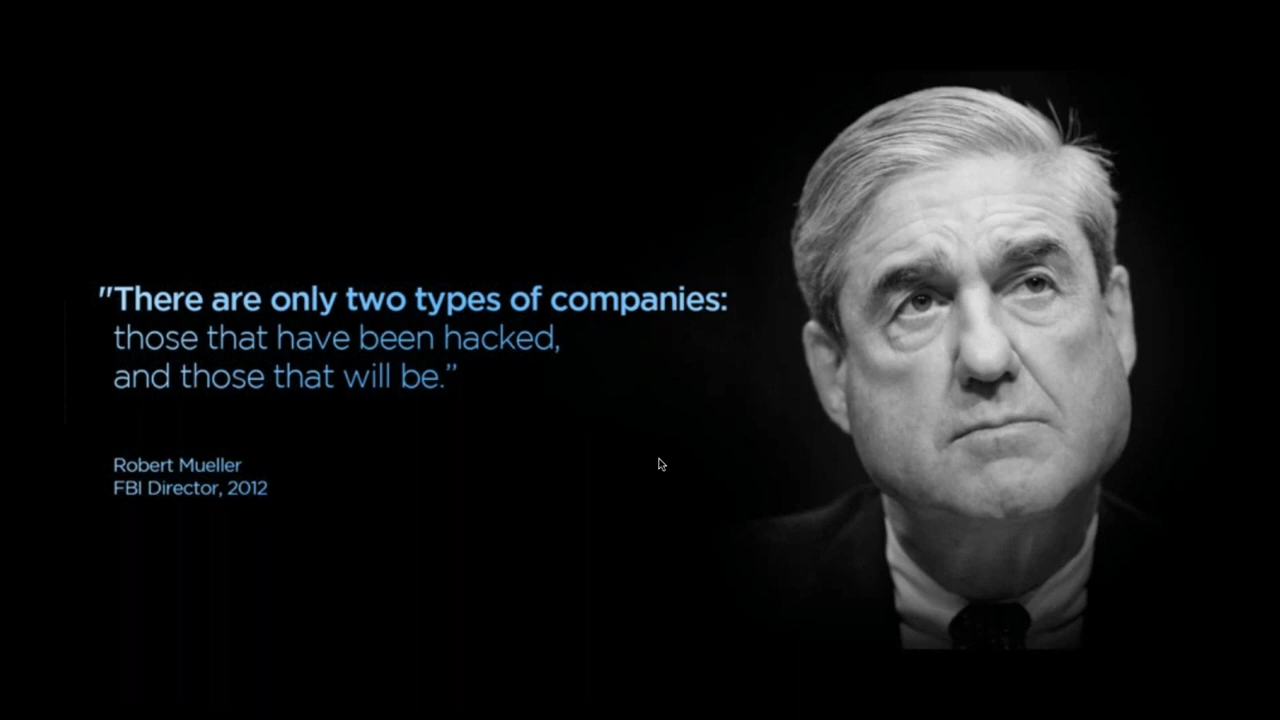 "There are only two types of companies:
those that have been hacked,
and those that will be.”
Robert Mueller
FBI Director, 2012